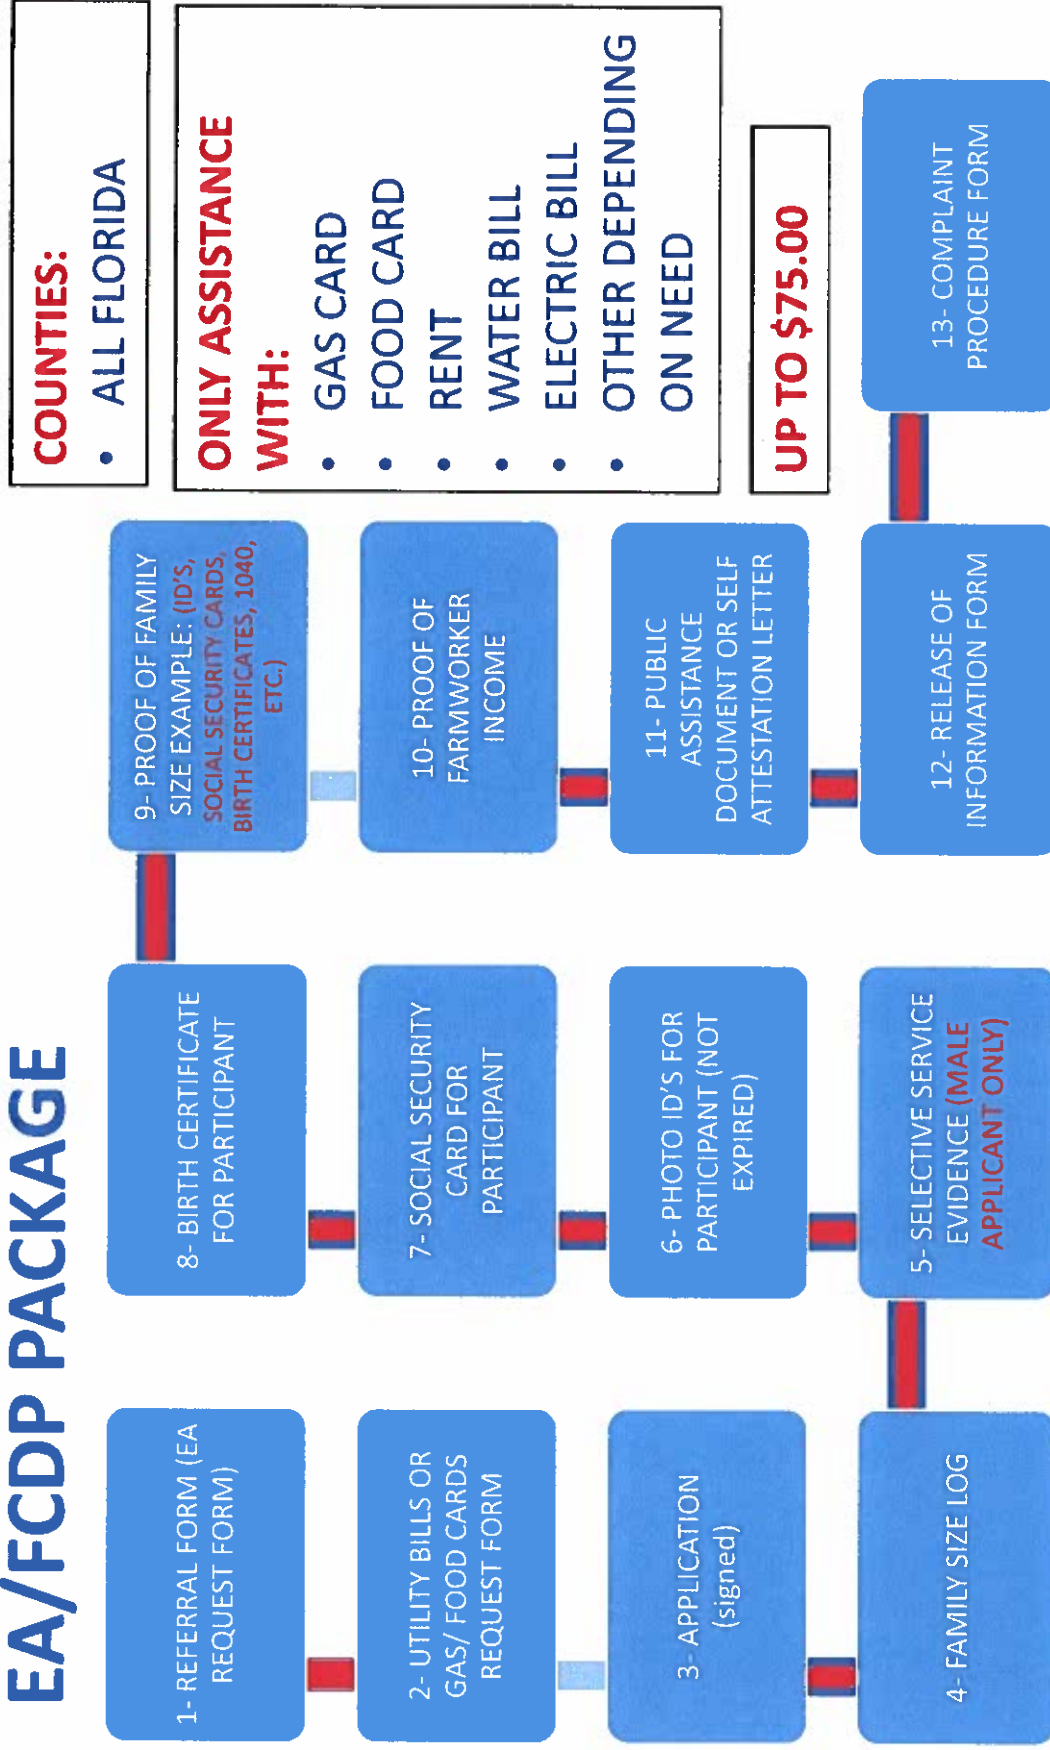 EA/FCDP PACKAGE
1- REFERRAL FORM (EA
REQUEST FORM)
2- UTILITY BILLS OR
GAS/ FOOD CARDS
REQUEST FORM
3- APPLICATION
(signed)
4- FAMILY SIZE LOG
5- SELECTIVE SERVICE
EVIDENCE (MALE
APPLICANT ONLY)
6- PHOTO ID'S FOR
PARTICIPANT (NOT
EXPIRED)
7- SOCIAL SECURITY
CARD FOR
PARTICIPANT
8- BIRTH CERTIFICATE
FOR PARTICIPANT
9- PROOF OF FAMILY
SIZE EXAMPLE: (ID'S,
SOCIAL SECURITY CARDS,
BIRTH CERTIFICATES, 1040,
ETC.)
10- PROOF OF
FARMWORKER
INCOME
11- PUBLIC
ASSISTANCE
DOCUMENT OR SELF
ATTESTATION LETTER
12- RELEASE OF
INFORMATION FORM
13- COMPLAINT
PROCEDURE FORM
COUNTIES:
• ALL FLORIDA
ONLY ASSISTANCE
WITH:
• GAS CARD
• FOOD CARD
• RENT
• WATER BILL
• ELECTRIC BILL
• OTHER DEPENDING
ON NEED
UP TO $75.00